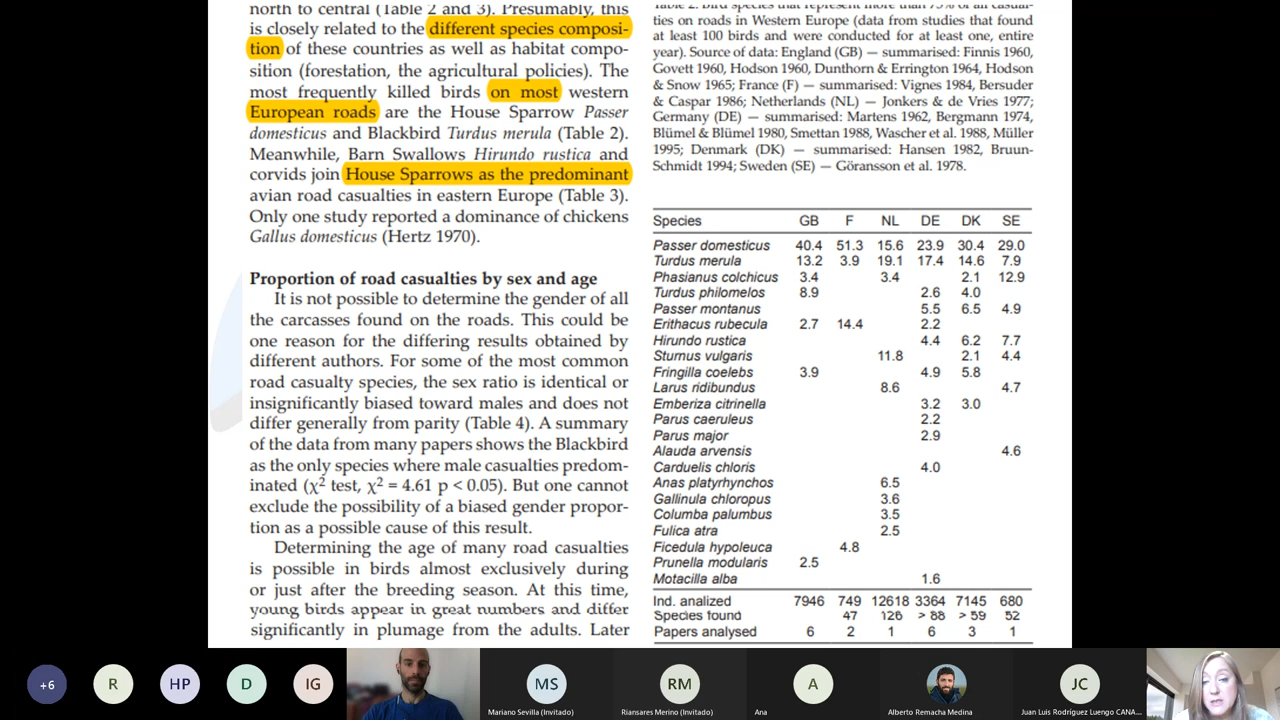 north to central (Table 2 and 3). Presumably, this
is closely related to the different species composi-
tion of these countries as well as habitat compo-
sition (forestation, the agricultural policies). The
most frequently killed birds on most western
European roads are the House Sparrow Passer
domesticus and Blackbird Turdus merula (Table 2).
Meanwhile, Barn Swallows Hirundo rustica and
corvids join House Sparrows as the predominant
avian road casualties in eastern Europe (Table 3).
Only one study reported a dominance of chickens
Gallus domesticus (Hertz 1970).
Proportion of road casualties by sex and age
It is not possible to determine the gender of all
the carcasses found on the roads. This could be
one reason for the differing results obtained by
different authors. For some of the most common
road casualty species, the sex ratio is identical or
insignificantly biased toward males and does not
differ generally from parity (Table 4). A summary
of the data from many papers shows the Blackbird
as the only species where male casualties predom-
inated (χ² test, χ² = 4.61 p < 0.05). But one cannot
exclude the possibility of a biased gender propor-
tion as a possible cause of this result.
Determining the age of many road casualties
is possible in birds almost exclusively during
or just after the breeding season. At this time,
young birds appear in great numbers and differ
significantly in plumage from the adults. Later
Table 2. Bird species that represent more than 75% of all casual-
ties on roads in Western Europe (data from studies that found
at least 100 birds and were conducted for at least one, entire
year). Source of data: England (GB) — summarised: Finnis 1960,
Govett 1960, Hodson 1960, Dunthorn & Errington 1964, Hodson
& Snow 1965; France (F) — summarised: Vignes 1984, Bersuder
& Caspar 1986; Netherlands (NL) — Jonkers & de Vries 1977;
Germany (DE) — summarised: Martens 1962, Bergmann 1974,
Blümel & Blümel 1980, Smettan 1988, Wascher et al. 1988, Müller
1995; Denmark (DK) — summarised: Hansen 1982, Bruun-
Schmidt 1994; Sweden (SE) — Göransson et al. 1978.
Species GB F NL DE DK SE
Passer domesticus 40.4 51.3 15.6 23.9 30.4 29.0
Turdus merula 13.2 3.9 19.1 17.4 14.6 7.9
Phasianus colchicus 3.4 3.4 2.1 12.9
Turdus philomelos 8.9 2.6 4.0
Passer montanus 5.5 6.5 4.9
Erithacus rubecula 2.7 14.4 2.2
Hirundo rustica 4.4 6.2 7.7
Sturnus vulgaris 11.8 2.1 4.4
Fringilla coelebs 3.9 4.9 5.8
Larus ridibundus 8.6 4.7
Emberiza citrinella 3.2 3.0
Parus caeruleus 2.2
Parus major 2.9
Alauda arvensis 4.6
Carduelis chloris 4.0
Anas platyrhynchos 6.5
Gallinula chloropus 3.6
Columba palumbus 3.5
Fulica atra 2.5
Ficedula hypoleuca 4.8
Prunella modularis 2.5
Motacilla alba 1.6
Ind. analized 7946 749 12618 3364 7145 680
Species found 47 126 > 88 > 59 52
Papers analysed 6 2 1 6 3 1
+6
R
HP
D
IG
MS
RM
A
JC
Mariano Sevilla (Invitado)
Riansares Merino (Invitado)
Ana
Alberto Remacha Medina
Juan Luis Rodríguez Luengo CANA...